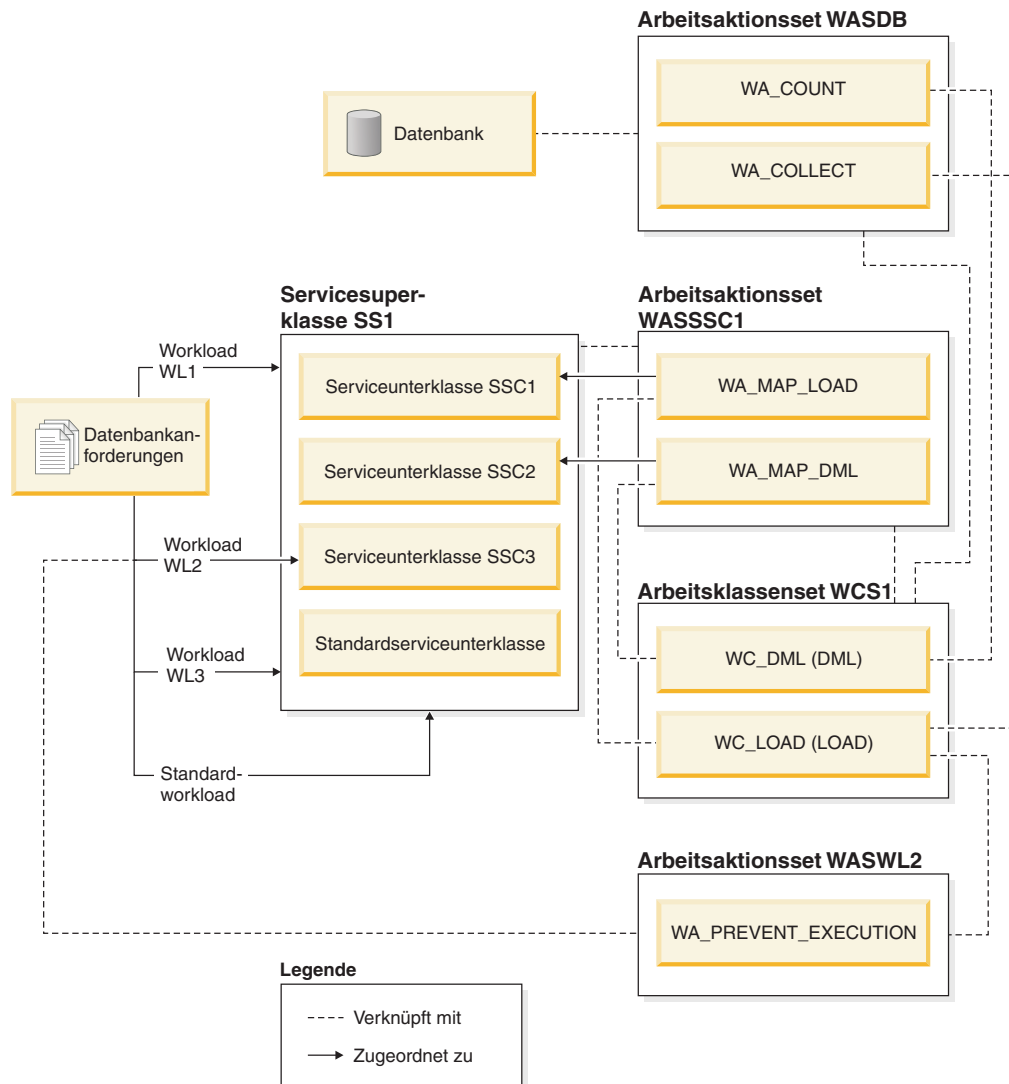 Arbeitsaktionsset WASDB
WA_COUNT
Datenbank
WA_COLLECT
Servicesuper-
klasse SS1
Arbeitsaktionsset
WASSSC1
Workload
WL1
Serviceunterklasse SSC1
WA_MAP_LOAD
Datenbankan-
forderungen
Serviceunterklasse SSC2
WA_MAP_DML
Workload
WL2
Serviceunterklasse SSC3
Arbeitsklassenset WCS1
Standardserviceunterklasse
WC_DML (DML)
Workload
WL3
WC_LOAD (LOAD)
Standard-
workload
Arbeitsaktionsset WASWL2
WA_PREVENT_EXECUTION
Legende
Verknüpft mit
Zugeordnet zu